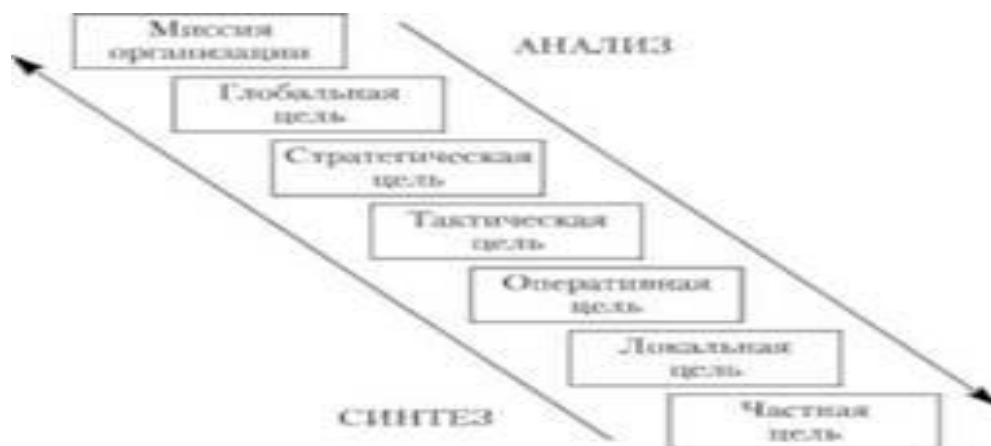 Миссия
организации
АНАЛИЗ
Глобальная
цель
Стратегическая
цель
Тактическая
цель
Оперативная
цель
Локальная
цель
СИНТЕЗ
Частная
цель